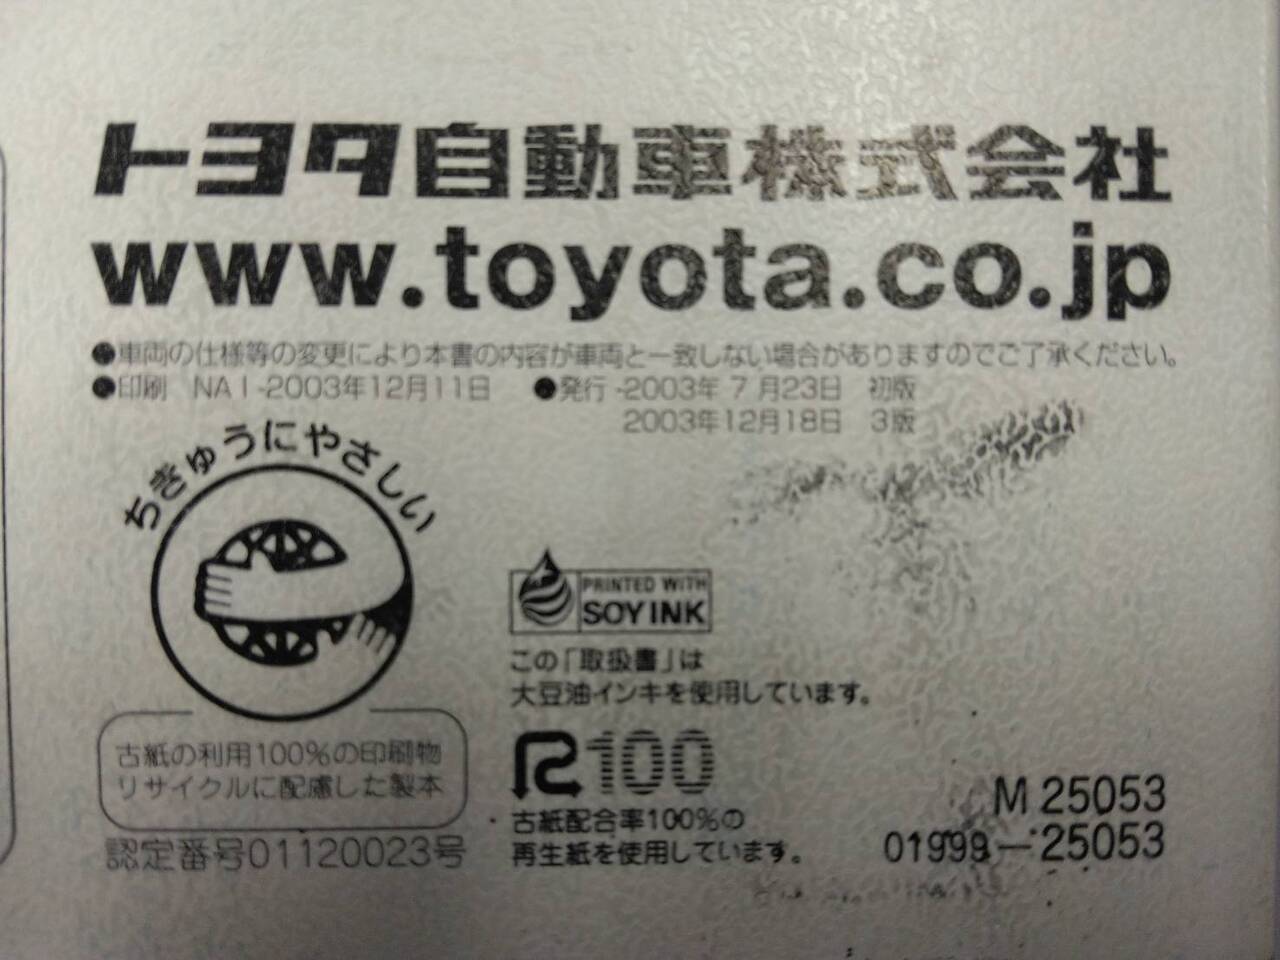 トヨタ自動車株式会社
www.toyota.co.jp
●車両の仕様等の変更により本書の内容が車両と一致しない場合がありますのでご了承ください。
●印刷 NAI-2003年12月11日 ●発行-2003年 7月23日 初版
2003年12月18日 3版
ちきゅうにやさしい
古紙の利用100%の印刷物
リサイクルに配慮した製本
認定番号01120023号
PRINTED WITH
SOY INK
この「取扱書」は
大豆油インキを使用しています。
R100
古紙配合率100%の
再生紙を使用しています。
M 25053
01999-25053